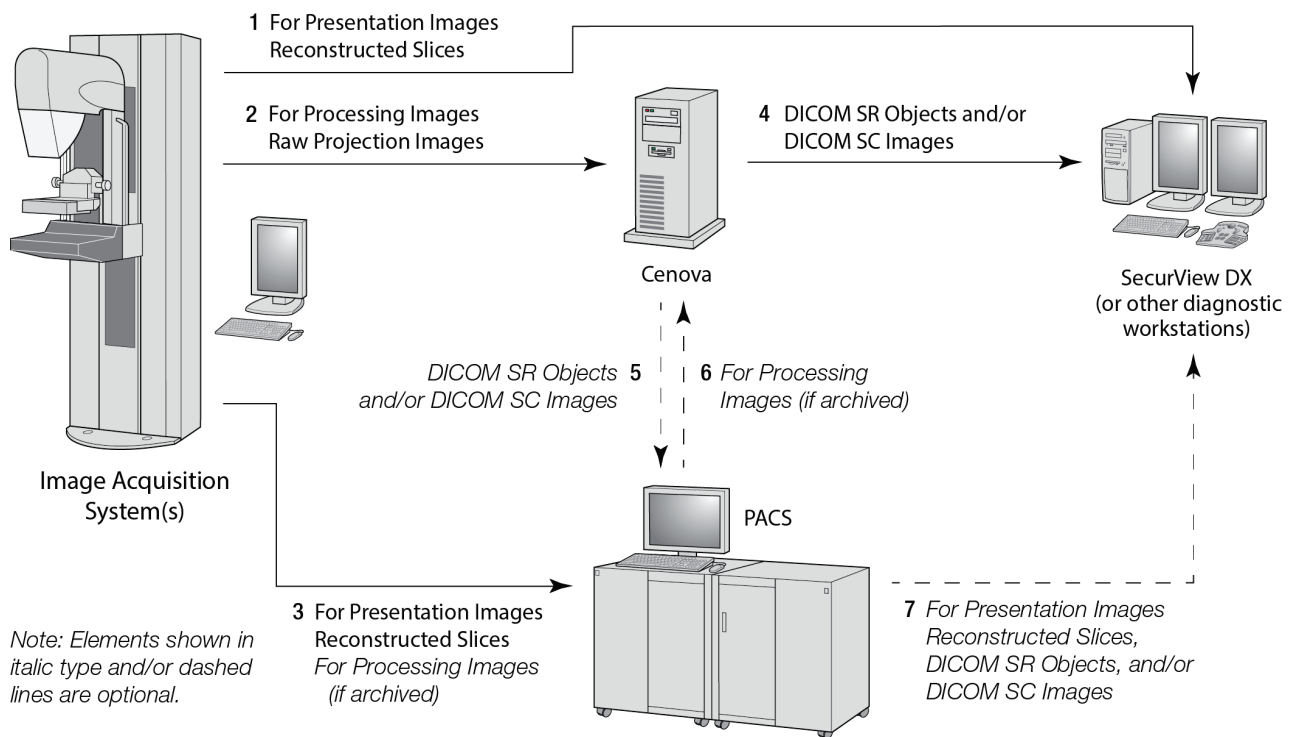 1 For Presentation Images
Reconstructed Slices
2 For Processing Images
Raw Projection Images
4 DICOM SR Objects and/or
DICOM SC Images
Cenova
SecurView DX
(or other diagnostic
workstations)
DICOM SR Objects 5
and/or DICOM SC Images
6 For Processing
Images (if archived)
Image Acquisition
System(s)
PACS
3 For Presentation Images
Reconstructed Slices
For Processing Images
(if archived)
7 For Presentation Images
Reconstructed Slices,
DICOM SR Objects, and/or
DICOM SC Images
Note: Elements shown in
italic type and/or dashed
lines are optional.